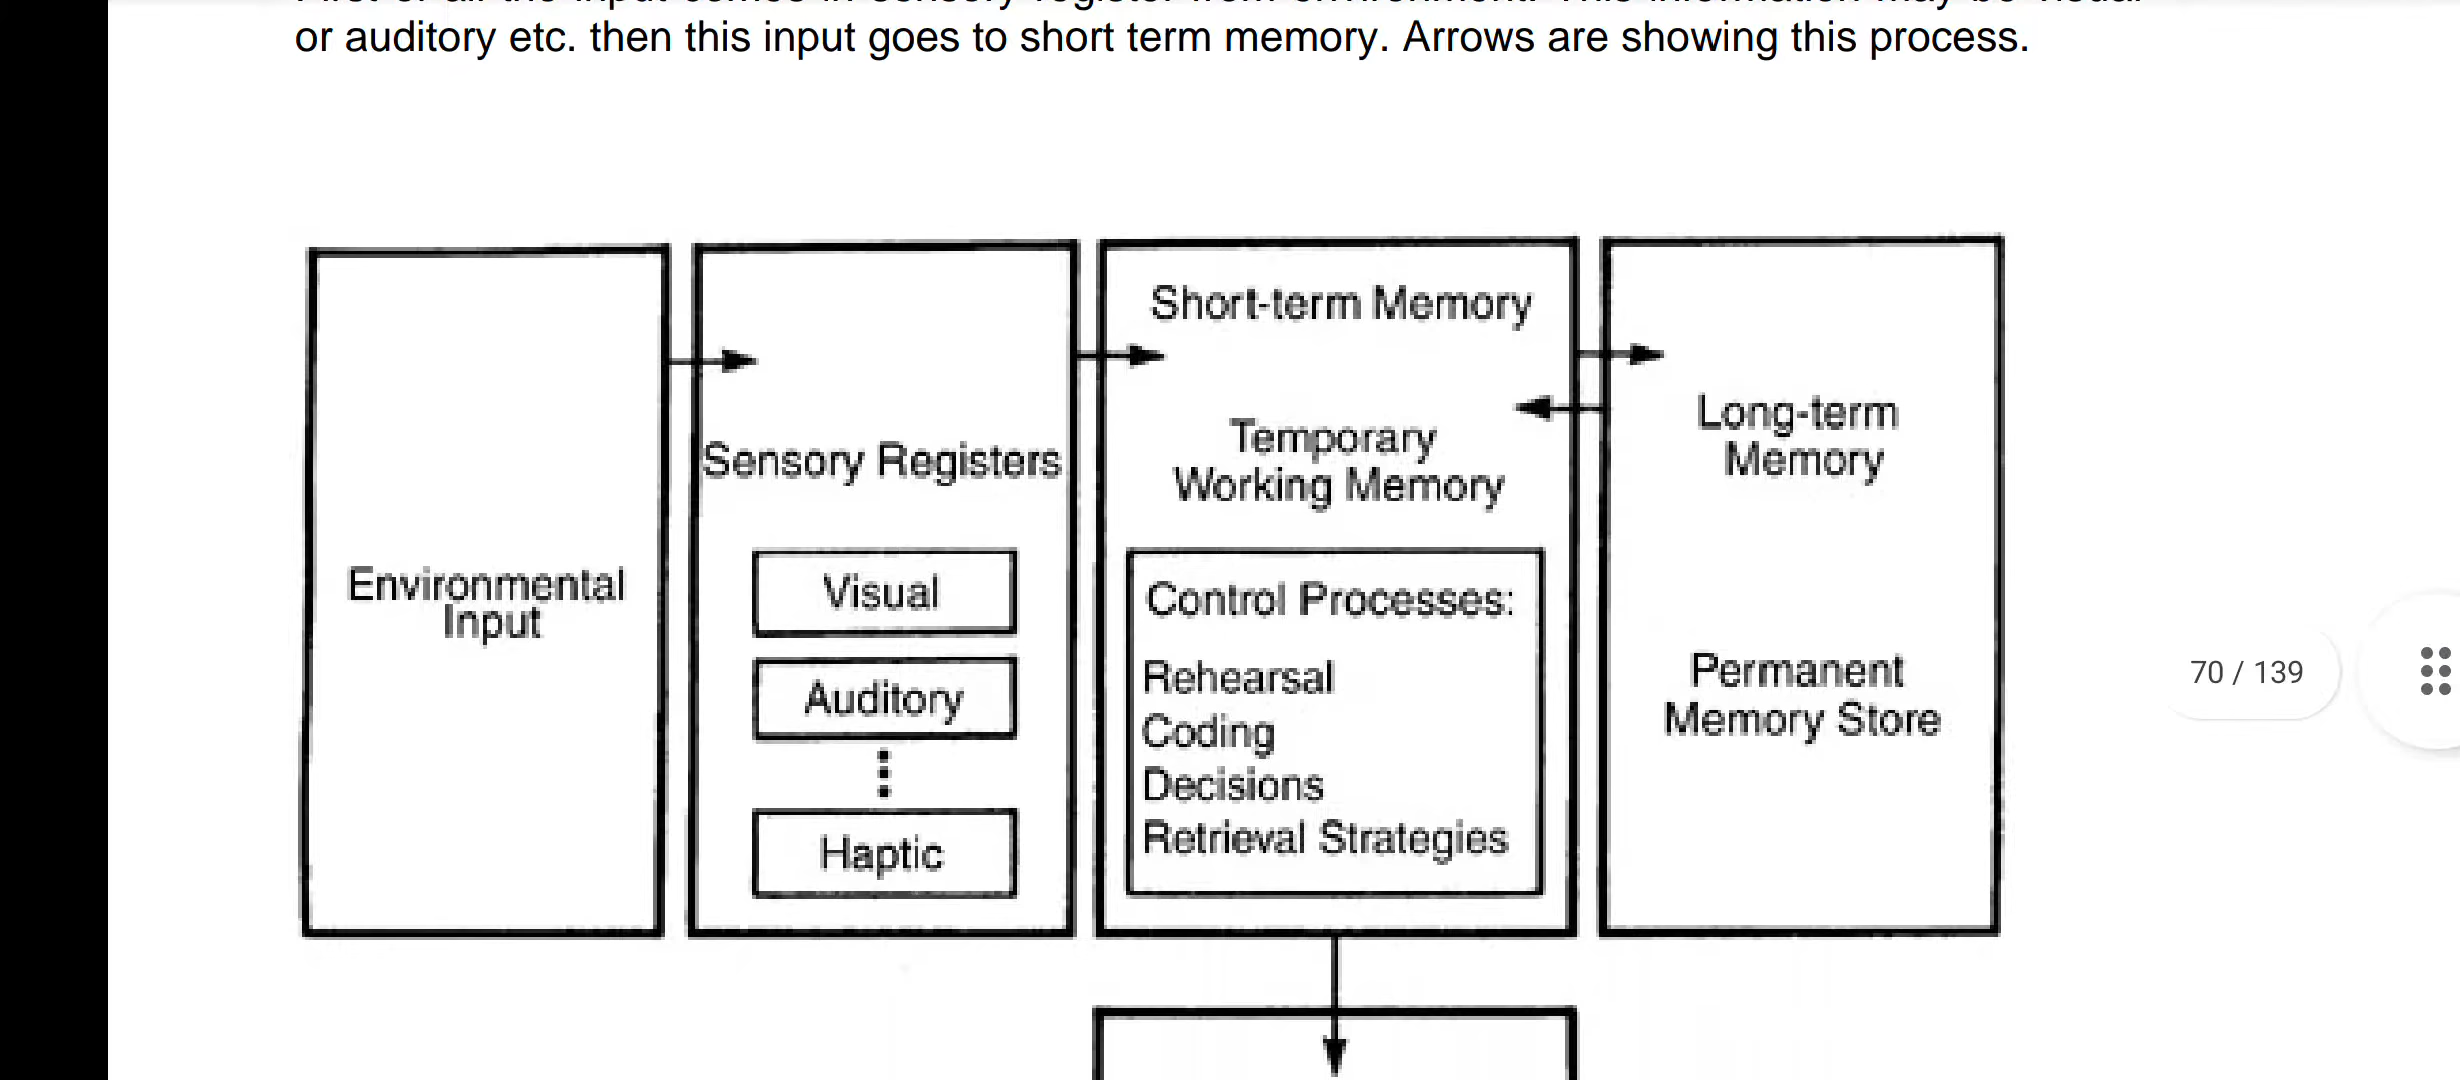 or auditory etc. then this input goes to short term memory. Arrows are showing this process.
Environmental
Input
Sensory Registers
Visual
Auditory
Haptic
Short-term Memory
Temporary
Working Memory
Control Processes:
Rehearsal
Coding
Decisions
Retrieval Strategies
Long-term
Memory
Permanent
Memory Store
70 / 139